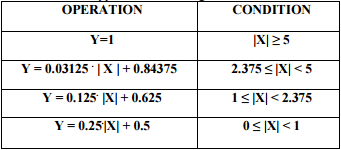 OPERATION CONDITION
Y=1 |X| ≥ 5
Y = 0.03125 · | X | + 0.84375 2.375 ≤ |X| < 5
Y = 0.125· |X| + 0.625 1 ≤ |X| < 2.375
Y = 0.25·|X| + 0.5 0 ≤ |X| < 1